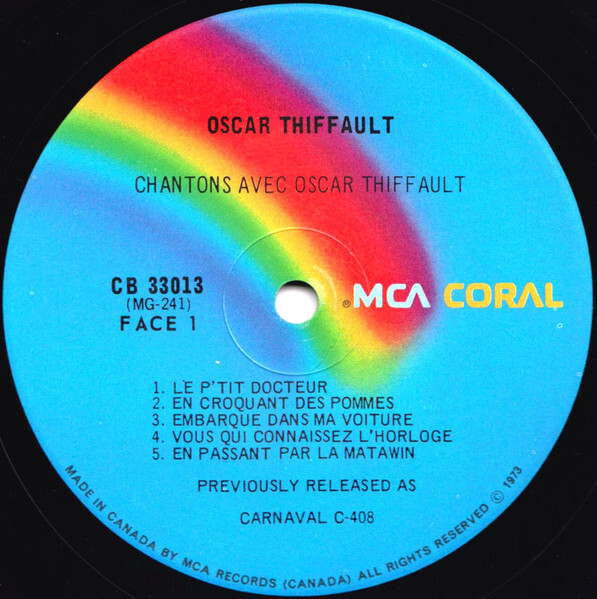 OSCAR THIFFAULT
CHANTONS AVEC OSCAR THIFFAULT
CB 33013
(MG-241)
FACE 1
® MCA CORAL
1. LE P'TIT DOCTEUR
2. EN CROQUANT DES POMMES
3. EMBARQUE DANS MA VOITURE
4. VOUS QUI CONNAISSEZ L'HORLOGE
5. EN PASSANT PAR LA MATAWIN
PREVIOUSLY RELEASED AS
CARNAVAL C-408
MADE IN CANADA BY MCA RECORDS (CANADA) ALL RIGHTS RESERVED © 1973